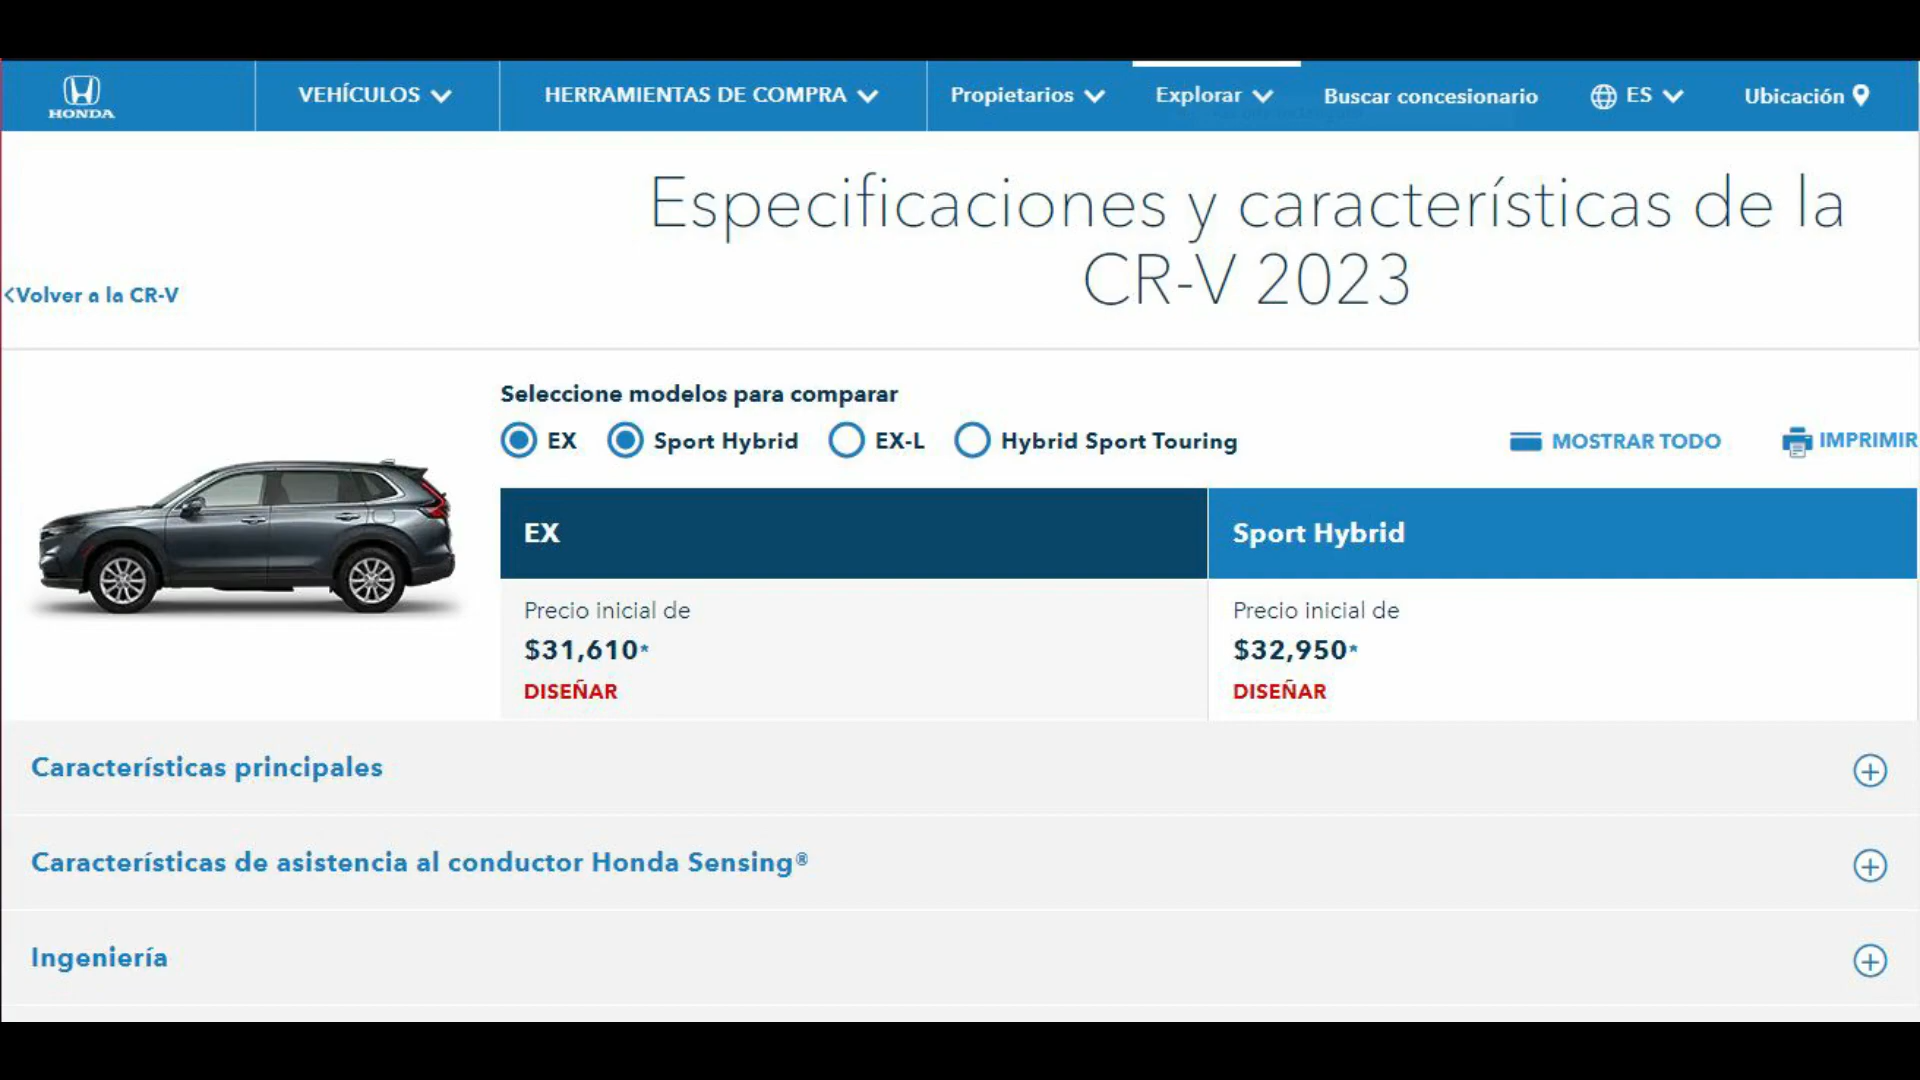 HONDA
VEHÍCULOS
HERRAMIENTAS DE COMPRA
Propietarios
Explorar
Buscar concesionario
ES
Ubicación
Especificaciones y características de la
CR-V 2023
<Volver a la CR-V
Seleccione modelos para comparar
EX
Sport Hybrid
EX-L
Hybrid Sport Touring
MOSTRAR TODO
IMPRIMIR
EX
Sport Hybrid
Precio inicial de
$31,610*
DISEÑAR
Precio inicial de
$32,950*
DISEÑAR
Características principales
Características de asistencia al conductor Honda Sensing®
Ingeniería